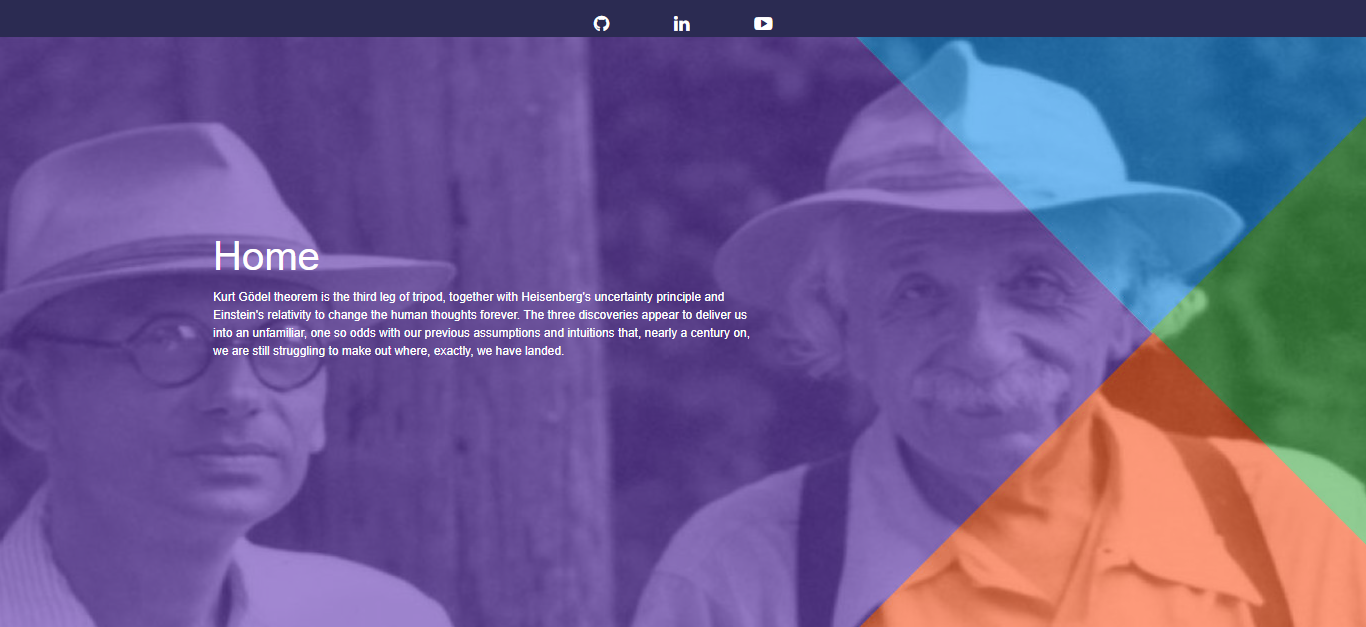 Home
Kurt Gödel theorem is the third leg of tripod, together with Heisenberg's uncertainty principle and
Einstein's relativity to change the human thoughts forever. The three discoveries appear to deliver us
into an unfamiliar, one so odds with our previous assumptions and intuitions that, nearly a century on,
we are still struggling to make out where, exactly, we have landed.